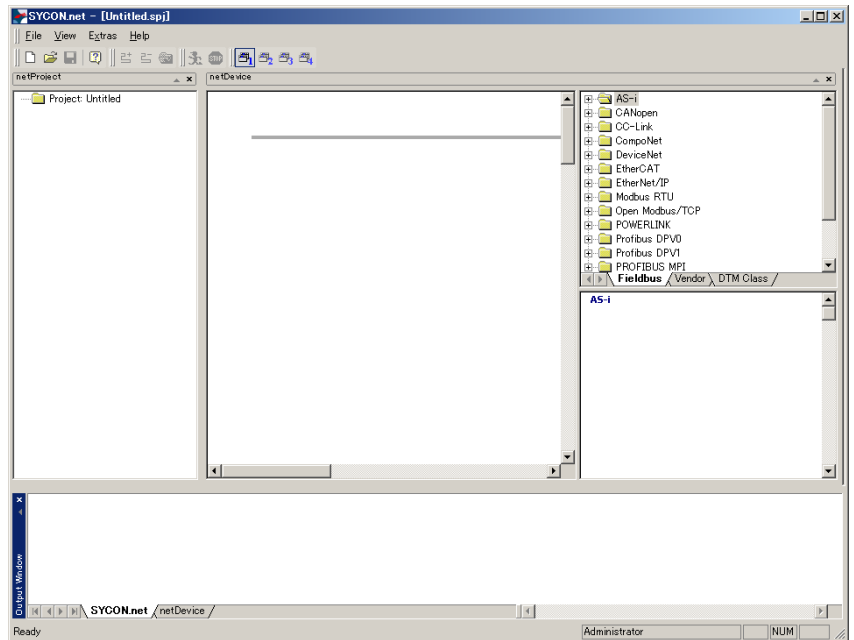 SYCON.net - [Untitled.spj]
File View Extras Help
netProject
netDevice
Project: Untitled
AS-i
CANopen
CC-Link
CompoNet
DeviceNet
EtherCAT
EtherNet/IP
Modbus RTU
Open Modbus/TCP
POWERLINK
Profibus DPV0
Profibus DPV1
PROFIBUS MPI
Fieldbus Vendor DTM Class
AS-i
Output Window
SYCON.net netDevice
Ready Administrator NUM